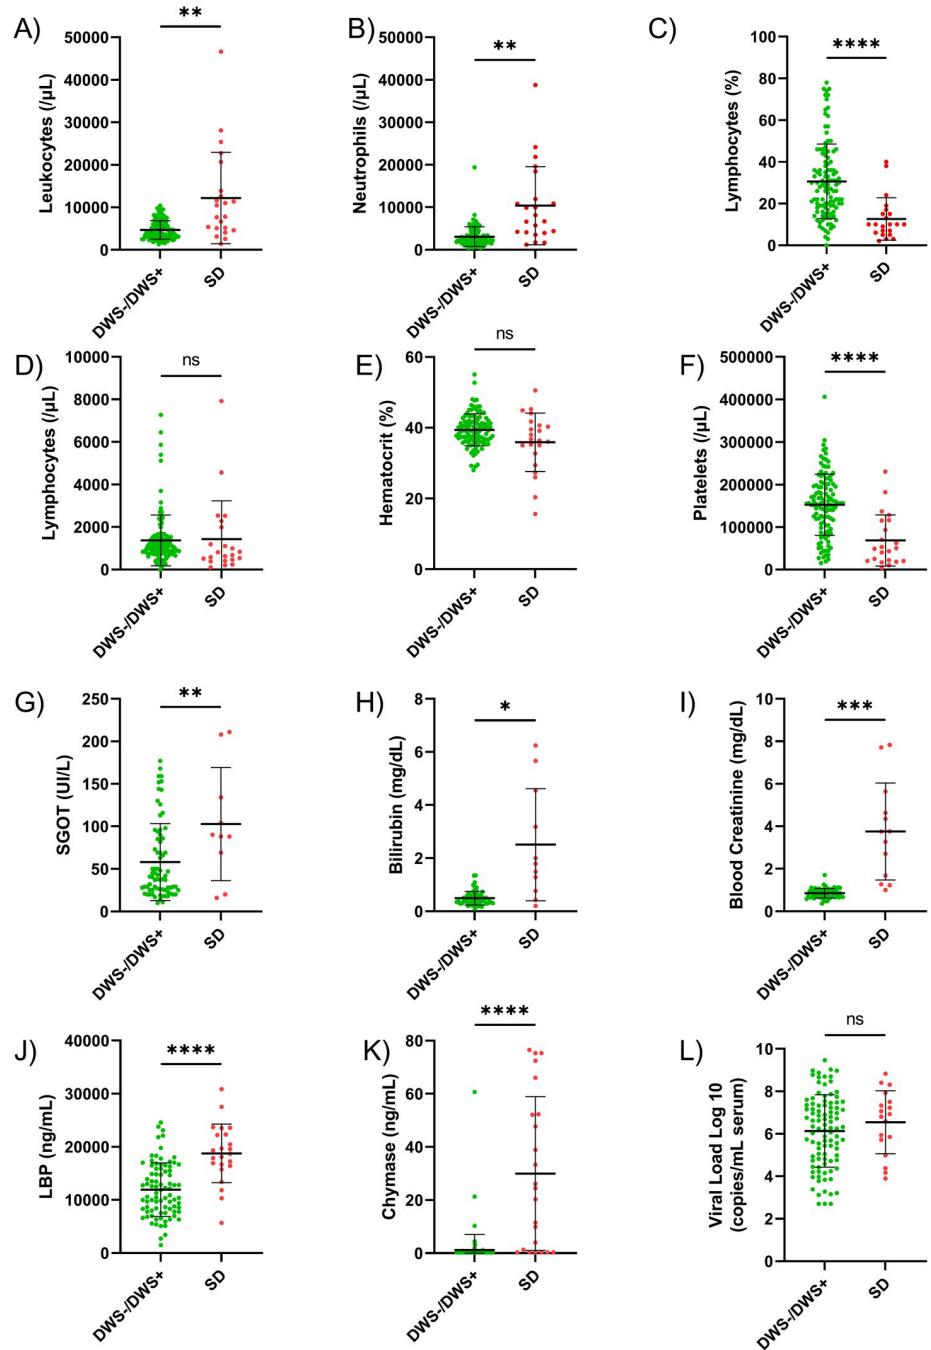 A)
**
Leukocytes (/µL)
50000
40000
30000
20000
10000
0
DWS-/DWS+
SD
B)
**
Neutrophils (/µL)
50000
40000
30000
20000
10000
0
DWS-/DWS+
SD
C)
****
Lymphocytes (%)
100
80
60
40
20
0
DWS-/DWS+
SD
D)
ns
Lymphocytes (/µL)
10000
8000
6000
4000
2000
0
DWS-/DWS+
SD
E)
ns
Hematocrit (%)
60
40
20
0
DWS-/DWS+
SD
F)
****
Platelets (/µL)
500000
400000
300000
200000
100000
0
DWS-/DWS+
SD
G)
**
SGOT (UI/L)
250
200
150
100
50
0
DWS-/DWS+
SD
H)
*
Bilirubin (mg/dL)
8
6
4
2
0
DWS-/DWS+
SD
I)
***
Blood Creatinine (mg/dL)
10
8
6
4
2
0
DWS-/DWS+
SD
J)
****
LBP (ng/mL)
40000
30000
20000
10000
0
DWS-/DWS+
SD
K)
****
Chymase (ng/mL)
80
60
40
20
0
DWS-/DWS+
SD
L)
ns
Viral Load Log 10
(copies/mL serum)
10
8
6
4
2
0
DWS-/DWS+
SD